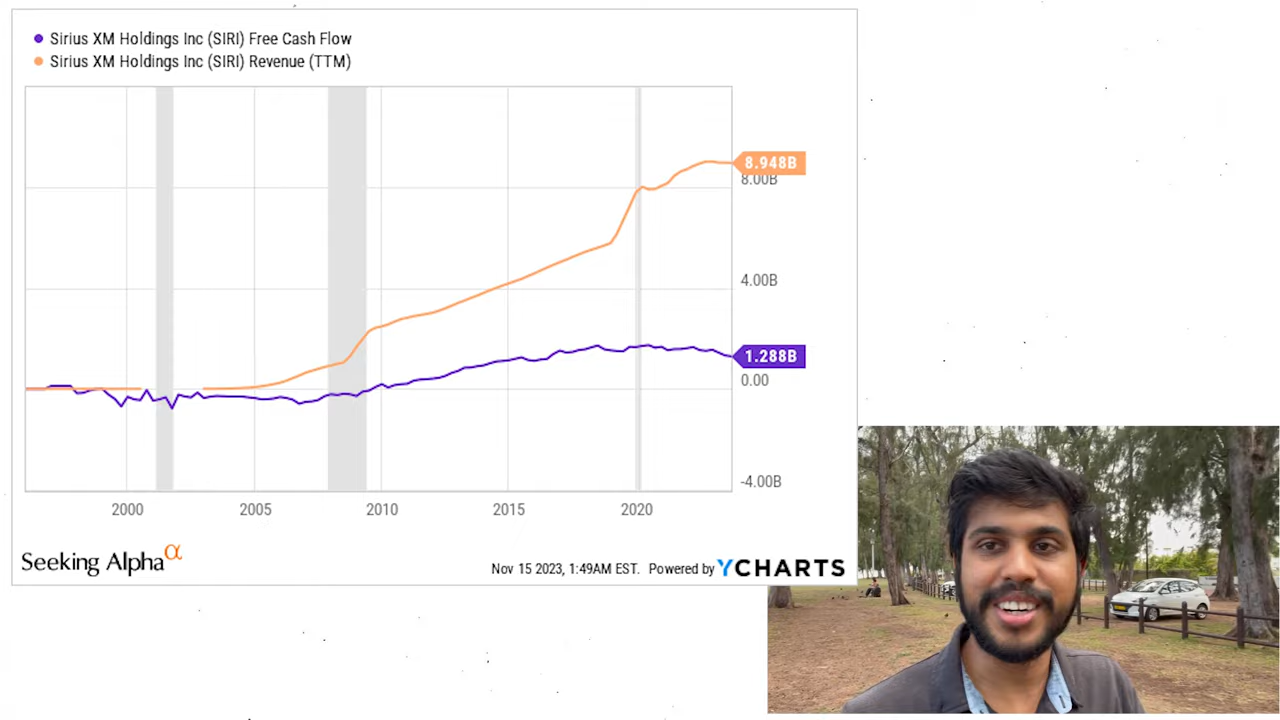 Sirius XM Holdings Inc (SIRI) Free Cash Flow
Sirius XM Holdings Inc (SIRI) Revenue (TTM)
8.948B
8.00B
4.00B
1.288B
0.00
-4.00B
2000 2005 2010 2015 2020
Seeking Alphaα
Nov 15 2023, 1:49AM EST. Powered by YCHARTS